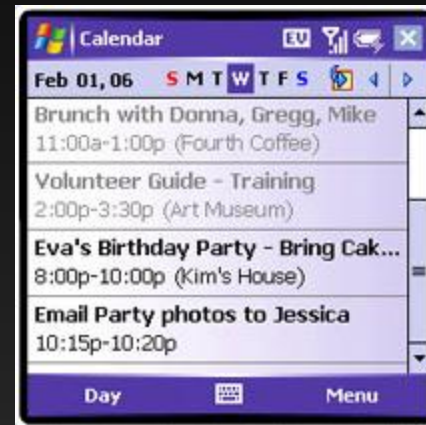 Calendar EV
Feb 01, 06 S M T W T F S
Brunch with Donna, Gregg, Mike
11:00a-1:00p (Fourth Coffee)
Volunteer Guide - Training
2:00p-3:30p (Art Museum)
Eva's Birthday Party - Bring Cak...
8:00p-10:00p (Kim's House)
Email Party photos to Jessica
10:15p-10:20p
Day Menu